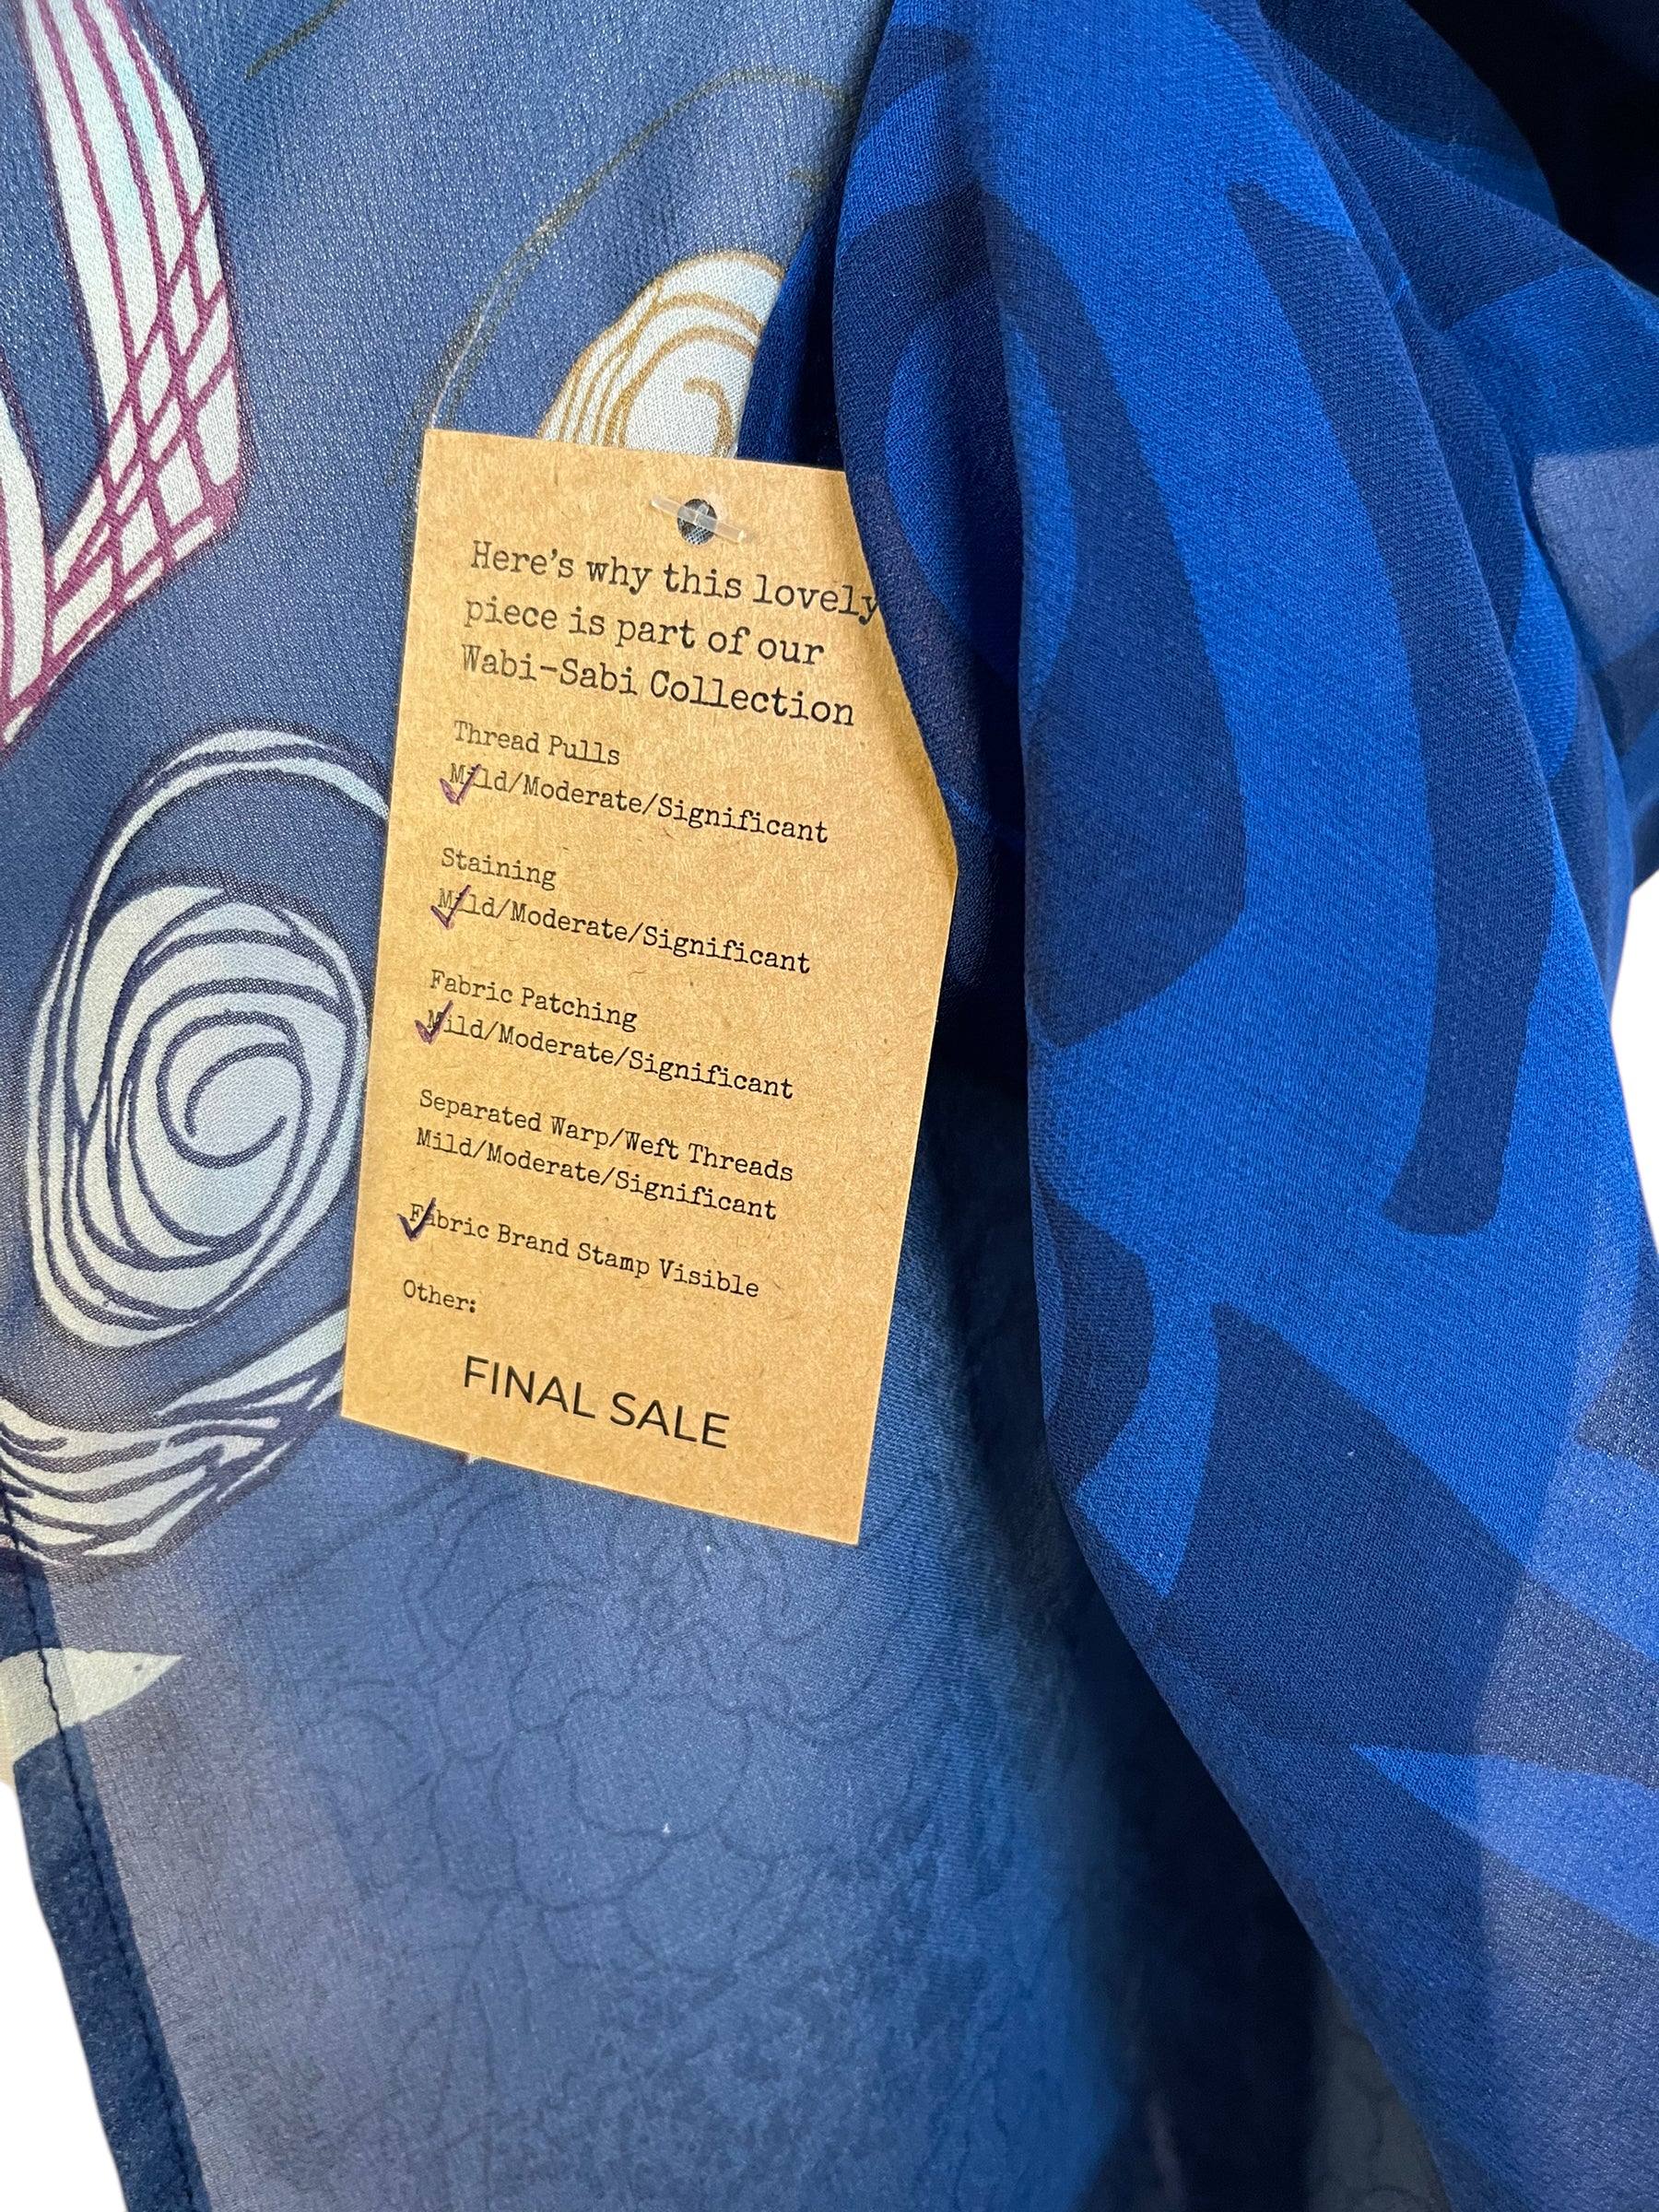 Here's why this lovely
piece is part of our
Wabi-Sabi Collection
Thread Pulls
Mild/Moderate/Significant
Staining
Mild/Moderate/Significant
Fabric Patching
Mild/Moderate/Significant
Separated Warp/Weft Threads
Mild/Moderate/Significant
Fabric Brand Stamp Visible
Other:
FINAL SALE